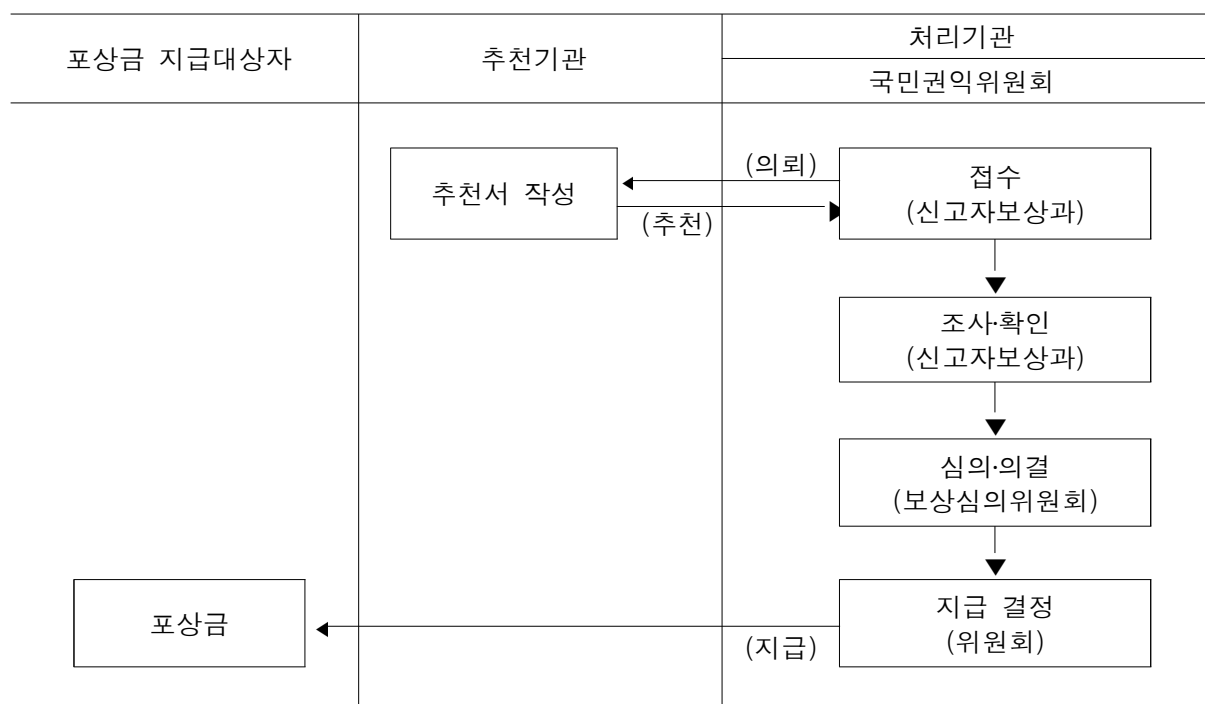 포상금 지급대상자
추천기관
처리기관
국민권익위원회
추천서 작성
(의뢰)
(추천)
접수
(신고자보상과)
조사·확인
(신고자보상과)
심의·의결
(보상심의위원회)
포상금
(지급)
지급 결정
(위원회)